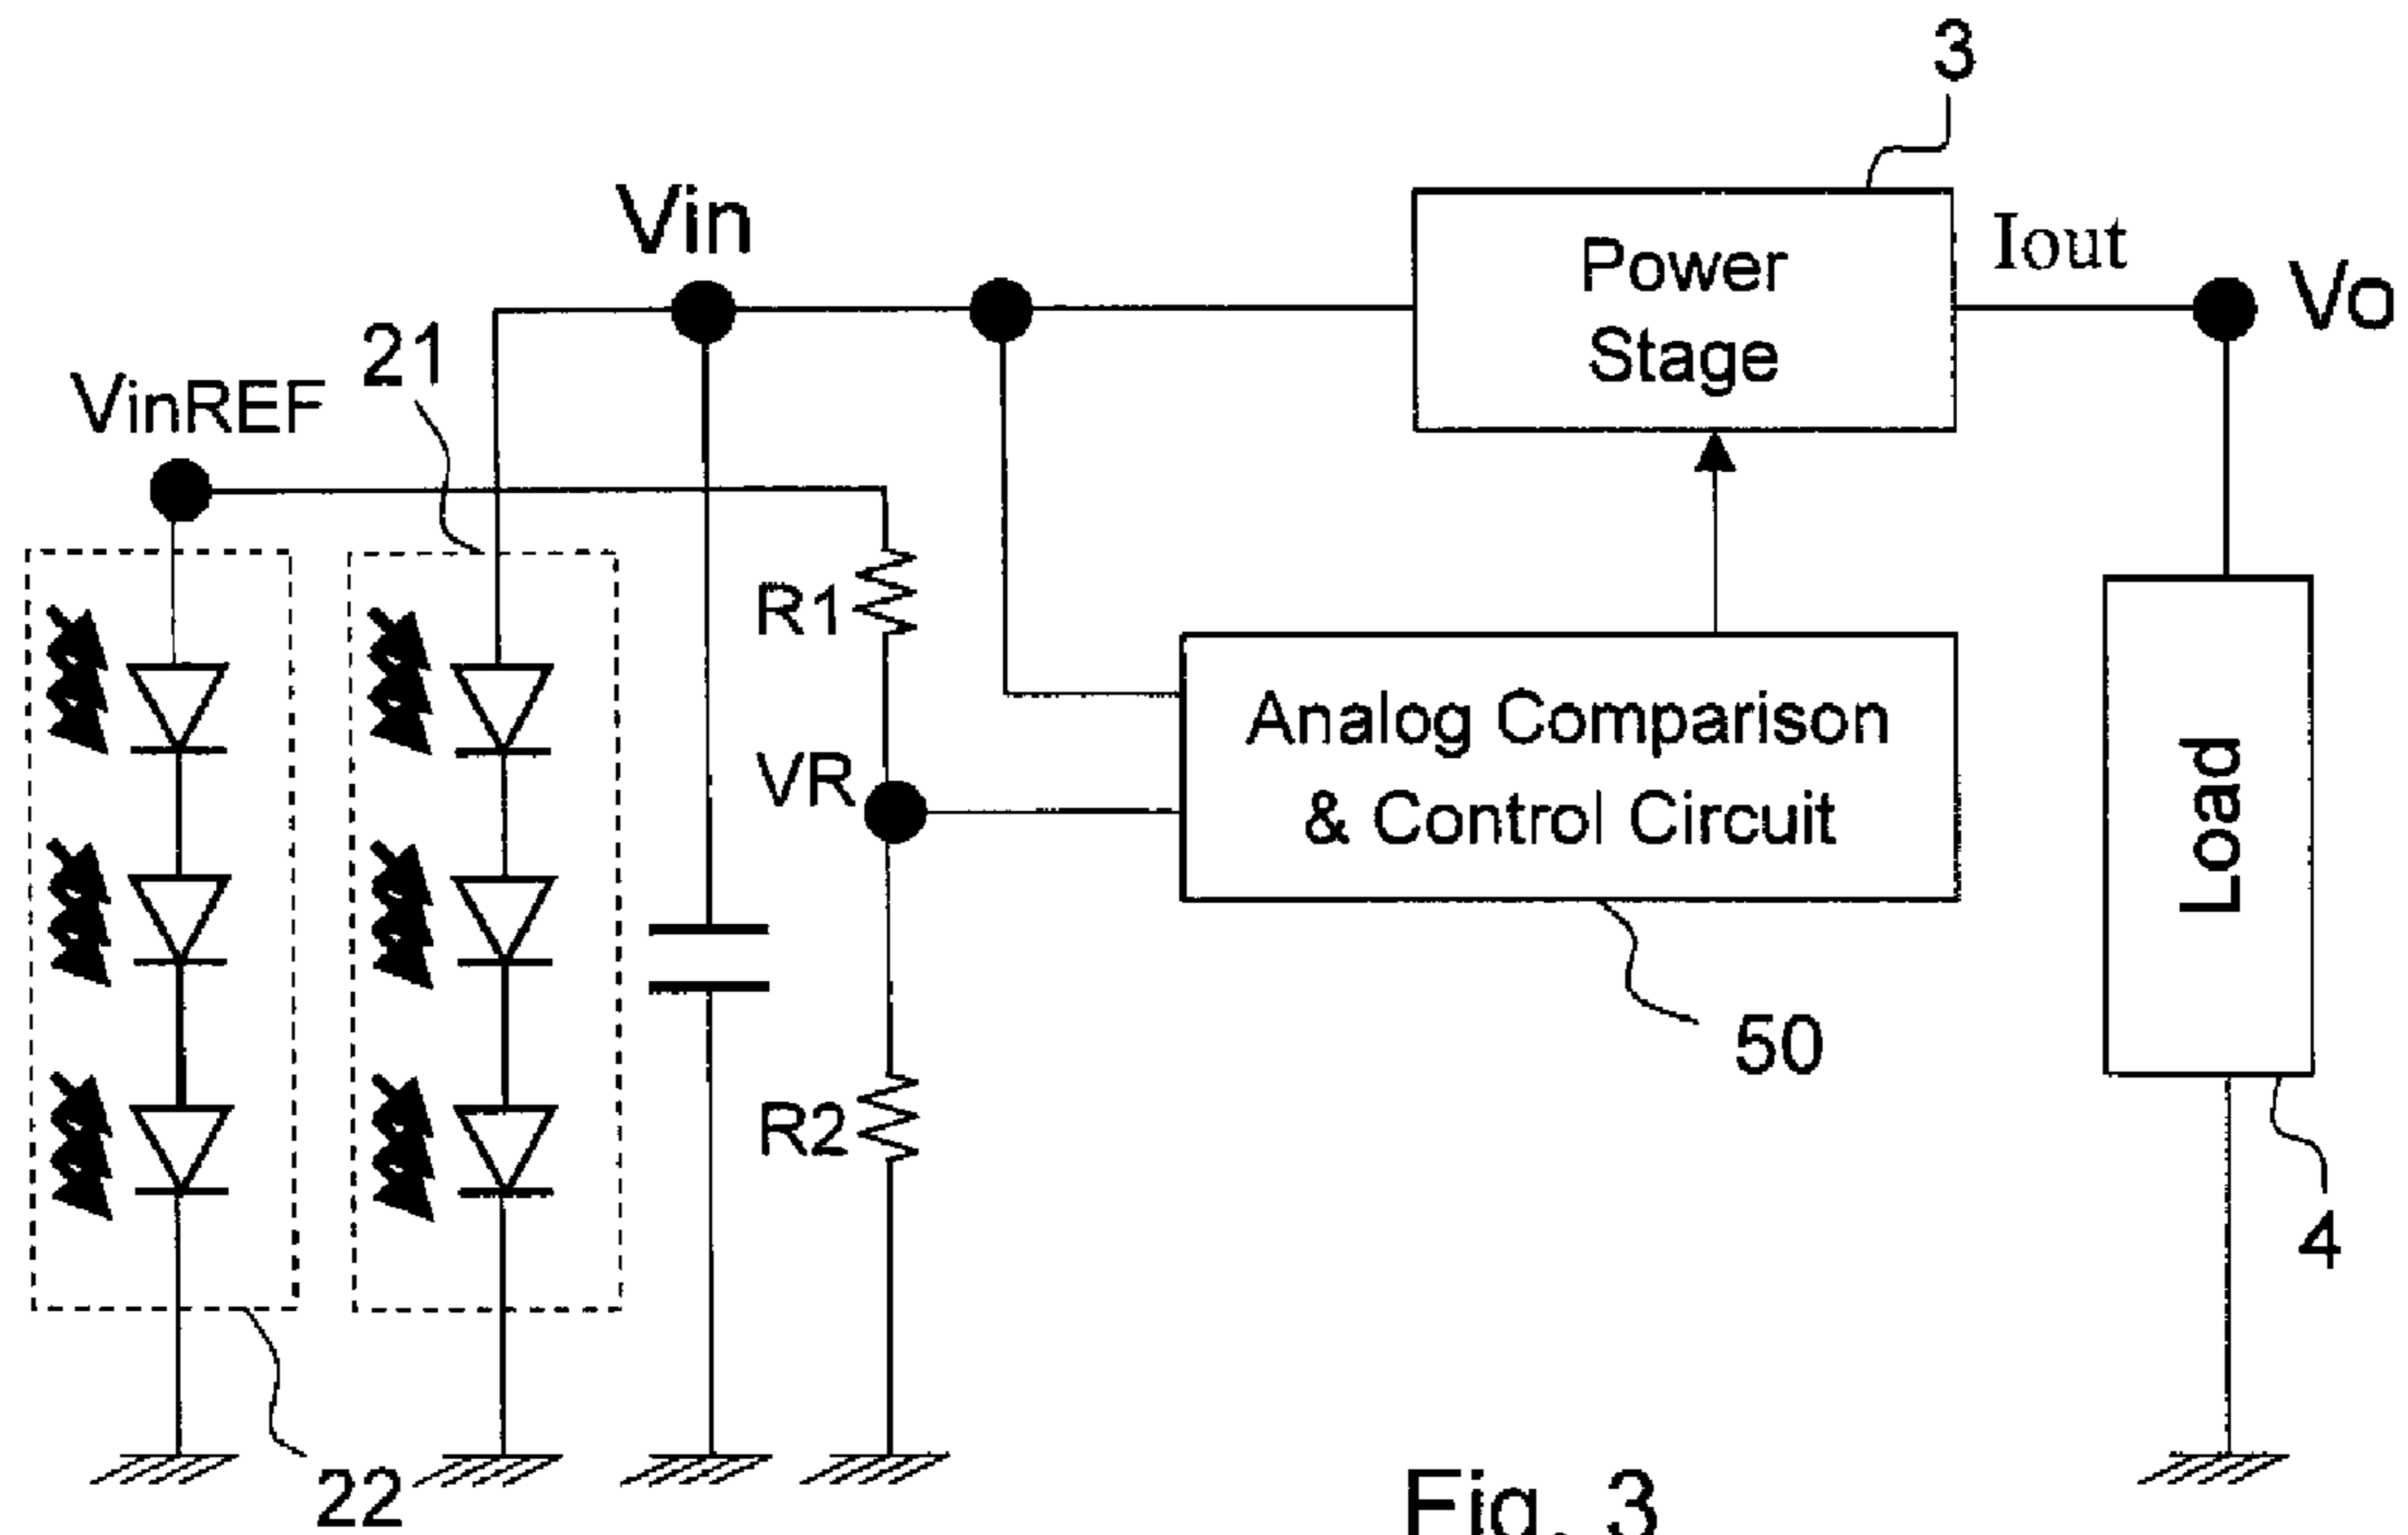 3
Vin
Power
Stage
Iout
Vo
21
VinREF
R1
Analog Comparison
& Control Circuit
VR
Load
50
R2
4
22
Fig. 3